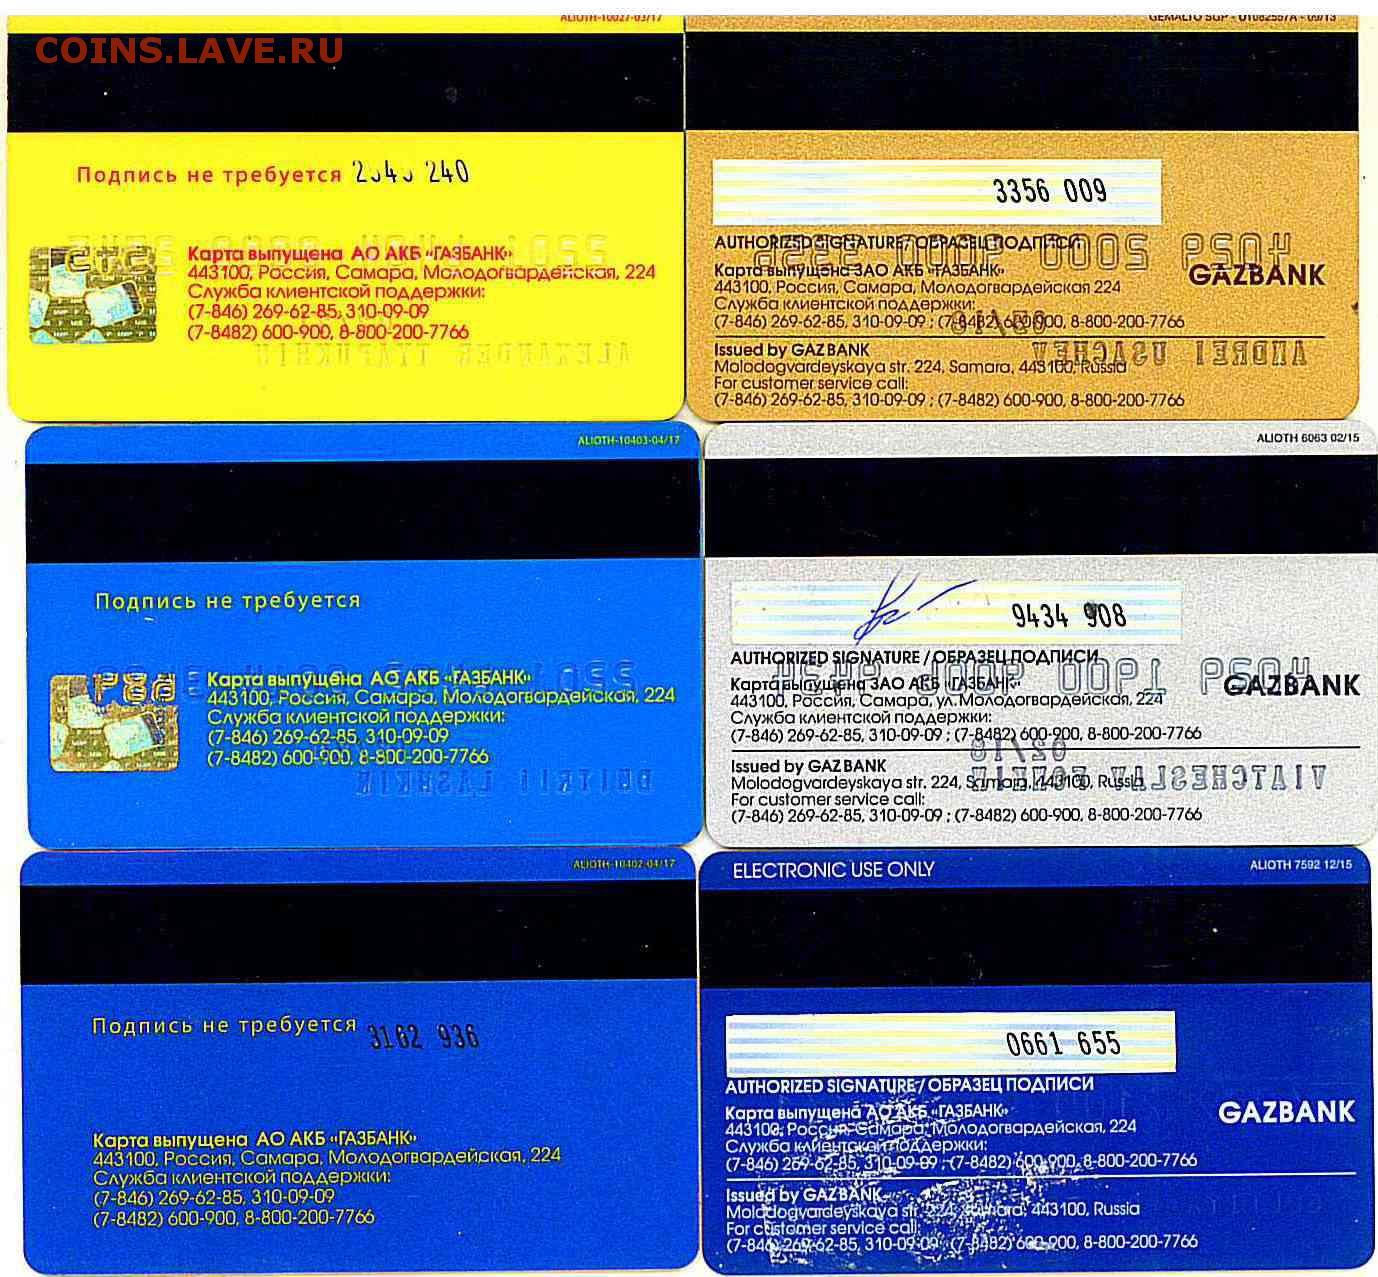 COINS.LAVE.RU
ALIOTH-10027-03/17
Подпись не требуется
240
Карта выпущена АО АКБ «ГАЗБАНК»
443100, Россия, Самара, Молодогвардейская, 224
Служба клиентской поддержки:
(7-846) 269-62-85, 310-09-09
(7-8482) 600-900, 8-800-200-7766
3356 009
AUTHORIZED SIGNATURE / ОБРАЗЕЦ ПОДПИСИ
Карта выпущена ЗАО АКБ «ГАЗБАНК»
443100, Россия, Самара, Молодогвардейская 224
Служба клиентской поддержки:
(7-846) 269-62-85, 310-09-09 ; (7-8482) 600-900, 8-800-200-7766
GAZBANK
Issued by GAZBANK
Molodogvardeyskaya str. 224, Samara, 443100, Russia
For customer service call:
(7-846) 269-62-85, 310-09-09 ; (7-8482) 600-900, 8-800-200-7766
ALIOTH-10403-04/17
Подпись не требуется
Карта выпущена АО АКБ «ГАЗБАНК»
443100, Россия, Самара, Молодогвардейская, 224
Служба клиентской поддержки:
(7-846) 269-62-85, 310-09-09
(7-8482) 600-900, 8-800-200-7766
ALIOTH 6063 02/15
9434 908
AUTHORIZED SIGNATURE / ОБРАЗЕЦ ПОДПИСИ
Карта выпущена ЗАО АКБ «ГАЗБАНК»
443100, Россия, Самара, ул. Молодогвардейская, 224
Служба клиентской поддержки:
(7-846) 269-62-85, 310-09-09 ; (7-8482) 600-900, 8-800-200-7766
GAZBANK
Issued by GAZBANK
Molodogvardeyskaya str. 224, Samara, 443100, Russia
For customer service call:
(7-846) 269-62-85, 310-09-09 ; (7-8482) 600-900, 8-800-200-7766
ALIOTH-10402-04/17
Подпись не требуется
3162 936
Карта выпущена АО АКБ «ГАЗБАНК»
443100, Россия, Самара, Молодогвардейская, 224
Служба клиентской поддержки:
(7-846) 269-62-85, 310-09-09
(7-8482) 600-900, 8-800-200-7766
ELECTRONIC USE ONLY
ALIOTH 7592 12/15
0661 655
AUTHORIZED SIGNATURE / ОБРАЗЕЦ ПОДПИСИ
Карта выпущена АО АКБ «ГАЗБАНК»
443100, Россия, Самара, Молодогвардейская, 224
Служба клиентской поддержки:
(7-846) 269-62-85, 310-09-09 ; (7-8482) 600-900, 8-800-200-7766
GAZBANK
Issued by GAZBANK
Molodogvardeyskaya str. 224, Samara, 443100, Russia
For customer service call:
(7-846) 269-62-85, 310-09-09 ; (7-8482) 600-900, 8-800-200-7766